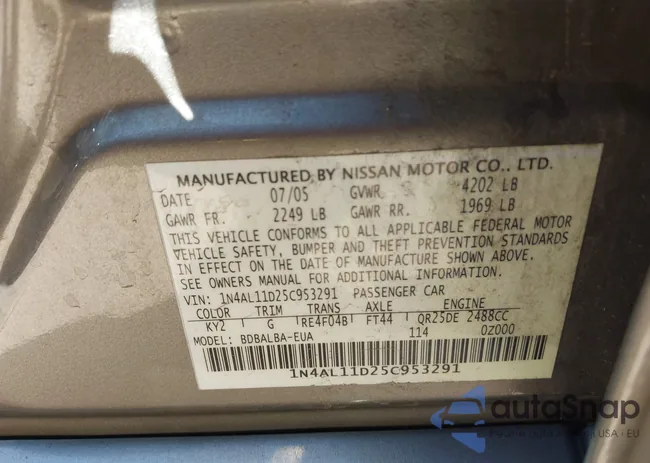 MANUFACTURED BY NISSAN MOTOR CO., LTD.
DATE 07/05 GVWR 4202 LB
GAWR FR. 2249 LB GAWR RR. 1969 LB
THIS VEHICLE CONFORMS TO ALL APPLICABLE FEDERAL MOTOR
VEHICLE SAFETY, BUMPER AND THEFT PREVENTION STANDARDS
IN EFFECT ON THE DATE OF MANUFACTURE SHOWN ABOVE.
SEE OWNERS MANUAL FOR ADDITIONAL INFORMATION.
VIN: 1N4AL11D25C953291 PASSENGER CAR
COLOR TRIM TRANS AXLE ENGINE
KY2 G RE4F04B FT44 QR25DE 2488CC
MODEL: BDBALBA-EUA 114 0Z000
1N4AL11D25C953291
autoSnap
USA - EU